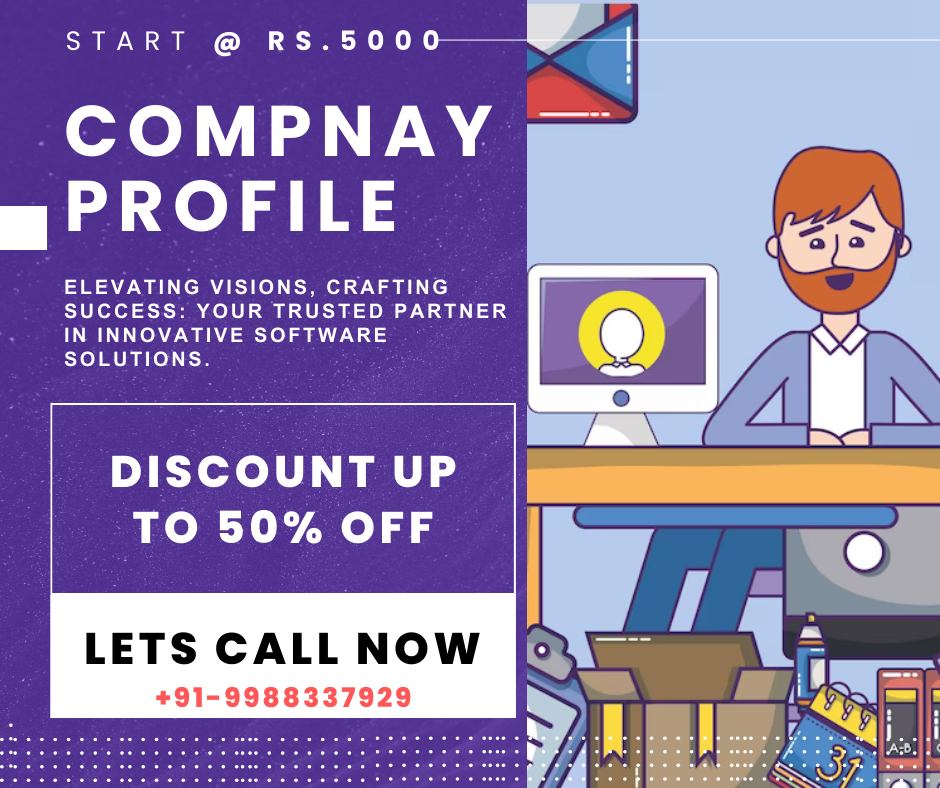 START @ RS.5000
COMPNAY
PROFILE
ELEVATING VISIONS, CRAFTING
SUCCESS: YOUR TRUSTED PARTNER
IN INNOVATIVE SOFTWARE
SOLUTIONS.
DISCOUNT UP
TO 50% OFF
LETS CALL NOW
+91-9988337929
A-B
31